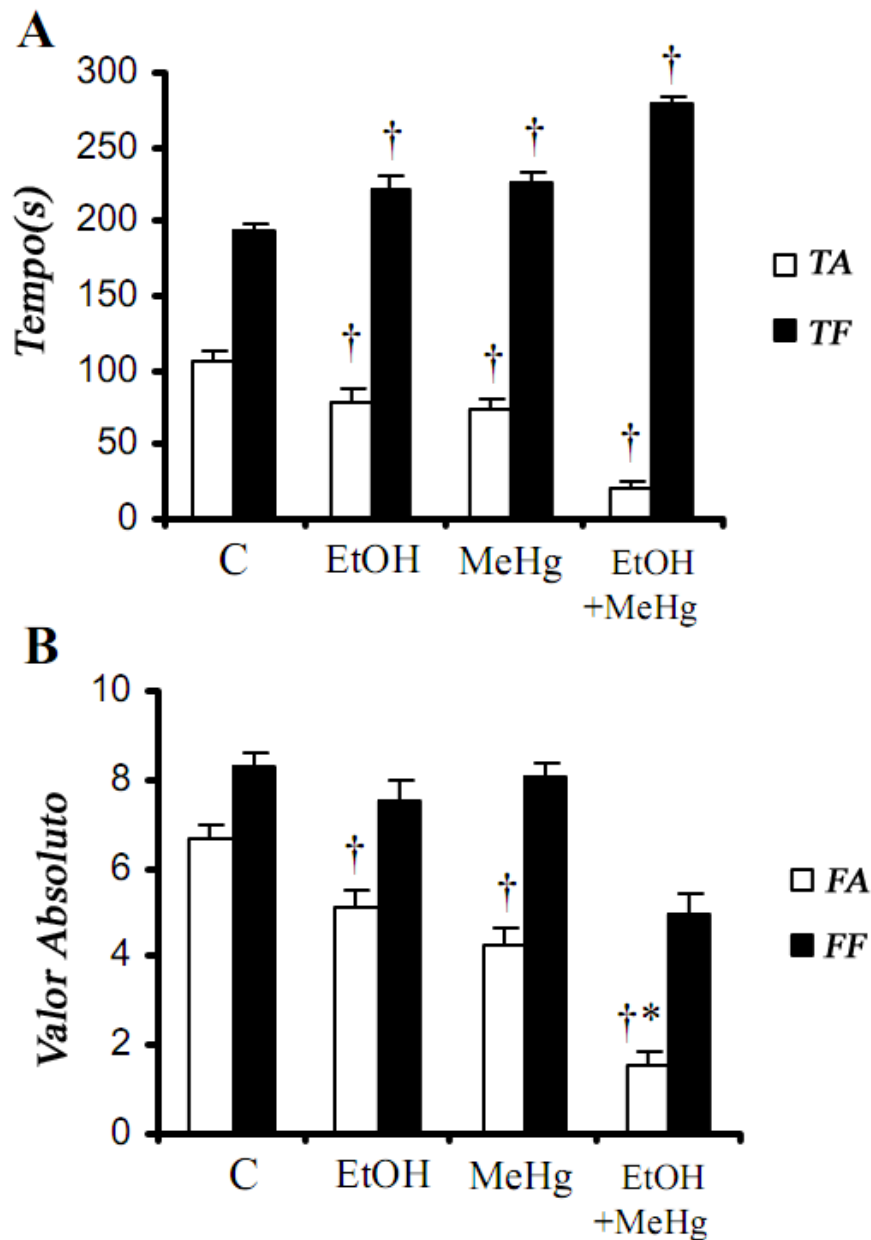 A
Tempo(s)
300
250
200
150
100
50
0
†
†
†
†
†
†
C
EtOH
MeHg
EtOH
+MeHg
TA
TF
B
Valor Absoluto
10
8
6
4
2
0
†
†
†*
C
EtOH
MeHg
EtOH
+MeHg
FA
FF